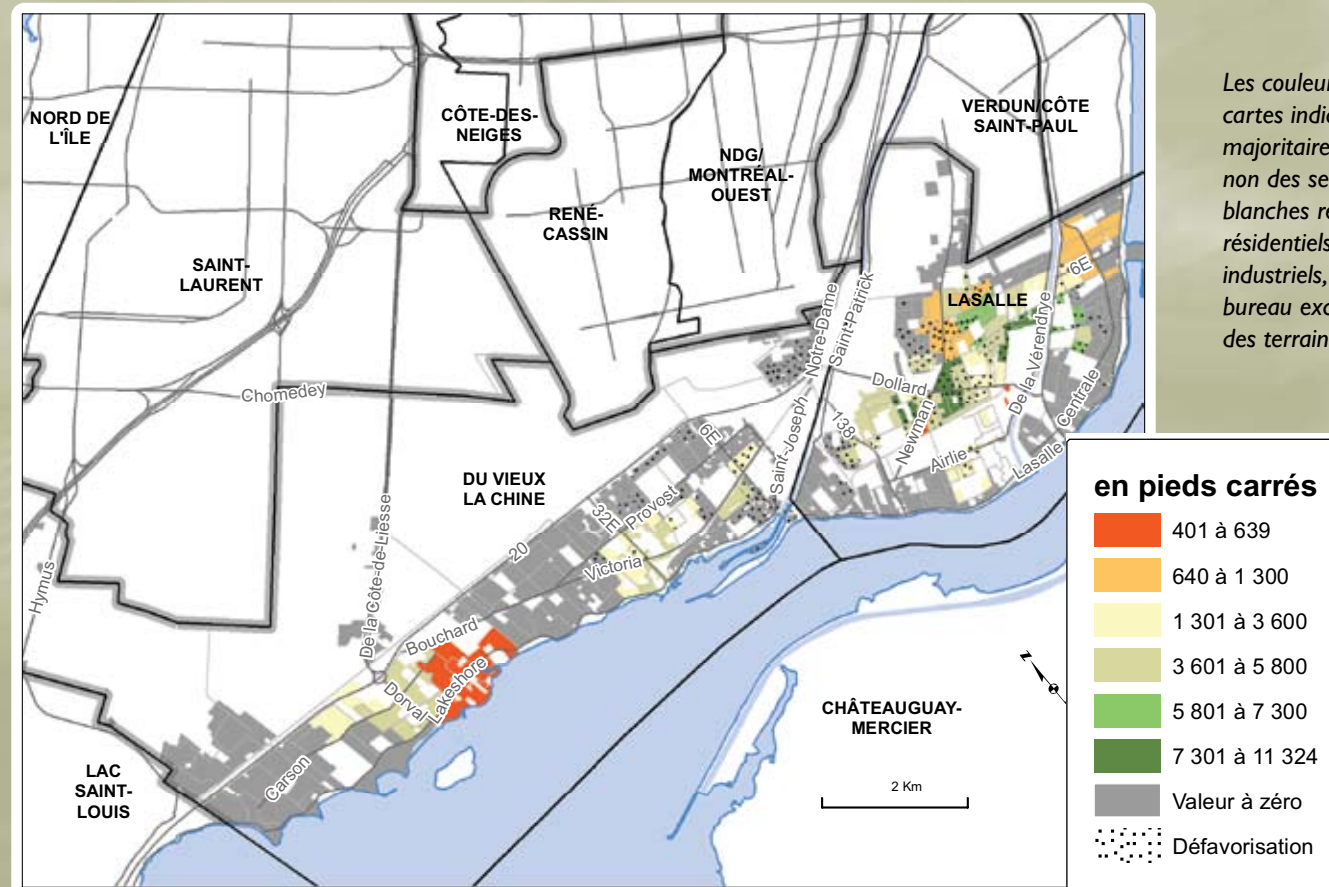 NORD DE
L'ÎLE
CÔTE-DES-
NEIGES
VERDUN/CÔTE
SAINT-PAUL
NDG/
MONTRÉAL-
OUEST
RENÉ-
CASSIN
SAINT-
LAURENT
LASALLE
6E
Notre-Dame
Saint-Patrick
De la Vérendrye
Chomedey
Dollard
Centrale
Newman
138
6E
Saint-Joseph
Airlie
Lasalle
DU VIEUX
LA CHINE
32E
Provost
De la Côte-de-Liesse
20
Victoria
Hymus
Bouchard
Dorval
Lakeshore
Carson
LAC
SAINT-
LOUIS
CHÂTEAUGUAY-
MERCIER
2 Km
N
Les couleur
cartes indi
majoritaire
non des se
blanches re
résidentiels
industriels,
bureau exc
des terrain
en pieds carrés
401 à 639
640 à 1 300
1 301 à 3 600
3 601 à 5 800
5 801 à 7 300
7 301 à 11 324
Valeur à zéro
Défavorisation